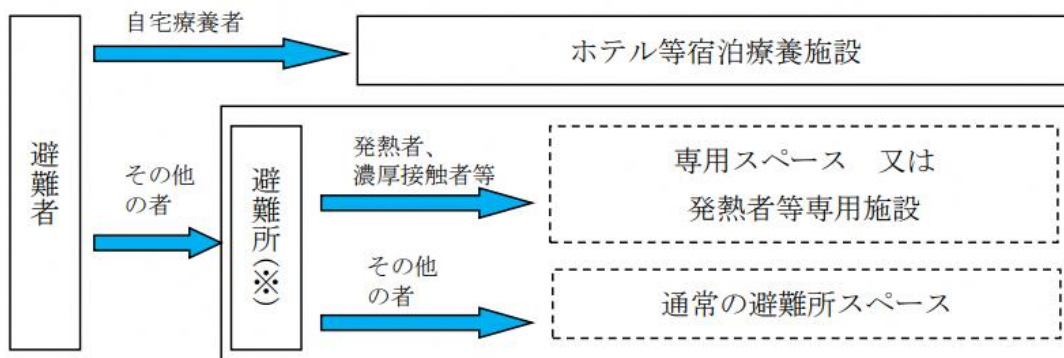 避難者
自宅療養者
ホテル等宿泊療養施設
その他
の者
避難所(※)
発熱者、
濃厚接触者等
専用スペース　又は
発熱者等専用施設
その他
の者
通常の避難所スペース